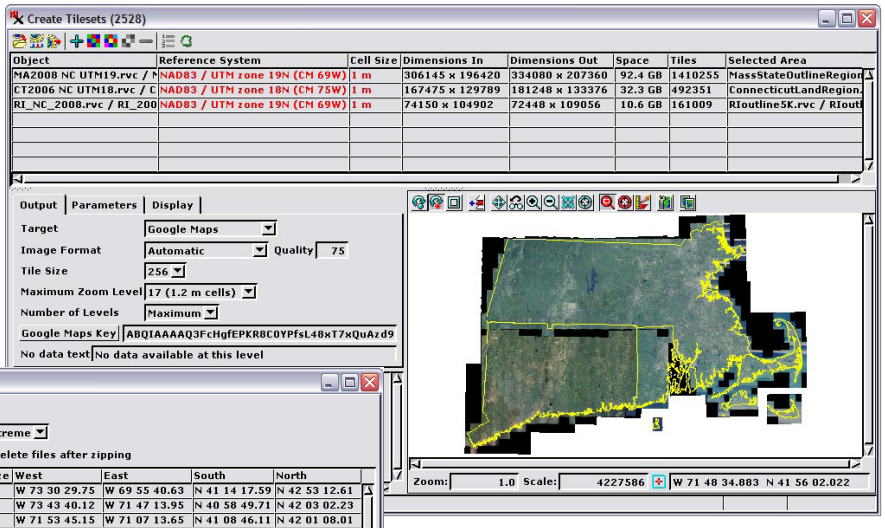 Create Tilesets (2528)
Object Reference System Cell Size Dimensions In Dimensions Out Space Tiles Selected Area
MA2008 NC UTM19.rvc / NAD83 / UTM zone 19N (CM 69W) 1 m 306145 x 196420 334080 x 207360 92.4 GB 1410255 MassStateOutlineRegion
CT2006 NC UTM18.rvc / C NAD83 / UTM zone 18N (CM 75W) 1 m 167475 x 129789 181248 x 133376 32.3 GB 492351 ConnecticutLandRegion.
RI_NC_2008.rvc / RI_200 NAD83 / UTM zone 19N (CM 69W) 1 m 74150 x 104902 72448 x 109056 10.6 GB 161009 RIoutline5K.rvc / RIoutl
Output Parameters Display
Target Google Maps
Image Format Automatic Quality 75
Tile Size 256
Maximum Zoom Level 17 (1.2 m cells)
Number of Levels Maximum
Google Maps Key ABQIAAAAQ3FcHgfEPKR8C0YPfsL48xT7xQuAzd9
No data text No data available at this level
treme
elete files after zipping
ze West East South North
W 73 30 29.75 W 69 55 40.63 N 41 14 17.59 N 42 53 12.61
W 73 43 40.12 W 71 47 13.95 N 40 58 49.71 N 42 03 02.23
W 71 53 45.15 W 71 07 13.65 N 41 08 46.11 N 42 01 08.01
Zoom: 1.0 Scale: 4227586 W 71 48 34.883 N 41 56 02.022